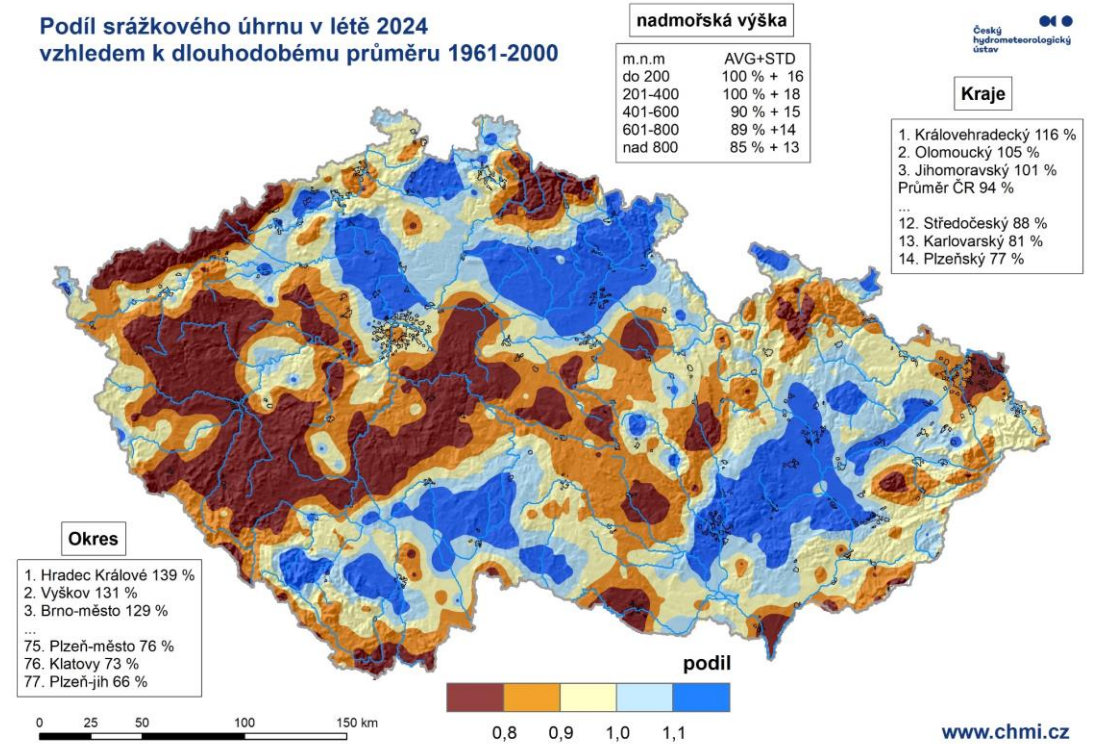 Podíl srážkového úhrnu v létě 2024
vzhledem k dlouhodobému průměru 1961-2000
nadmořská výška
m.n.m AVG+STD
do 200 100 % + 16
201-400 100 % + 18
401-600 90 % + 15
601-800 89 % +14
nad 800 85 % + 13
Český
hydrometeorologický
ústav
Kraje
1. Královehradecký 116 %
2. Olomoucký 105 %
3. Jihomoravský 101 %
Průměr ČR 94 %
...
12. Středočeský 88 %
13. Karlovarský 81 %
14. Plzeňský 77 %
Okres
1. Hradec Králové 139 %
2. Vyškov 131 %
3. Brno-město 129 %
...
75. Plzeň-město 76 %
76. Klatovy 73 %
77. Plzeň-jih 66 %
podil
0,8 0,9 1,0 1,1
0 25 50 100 150 km
www.chmi.cz